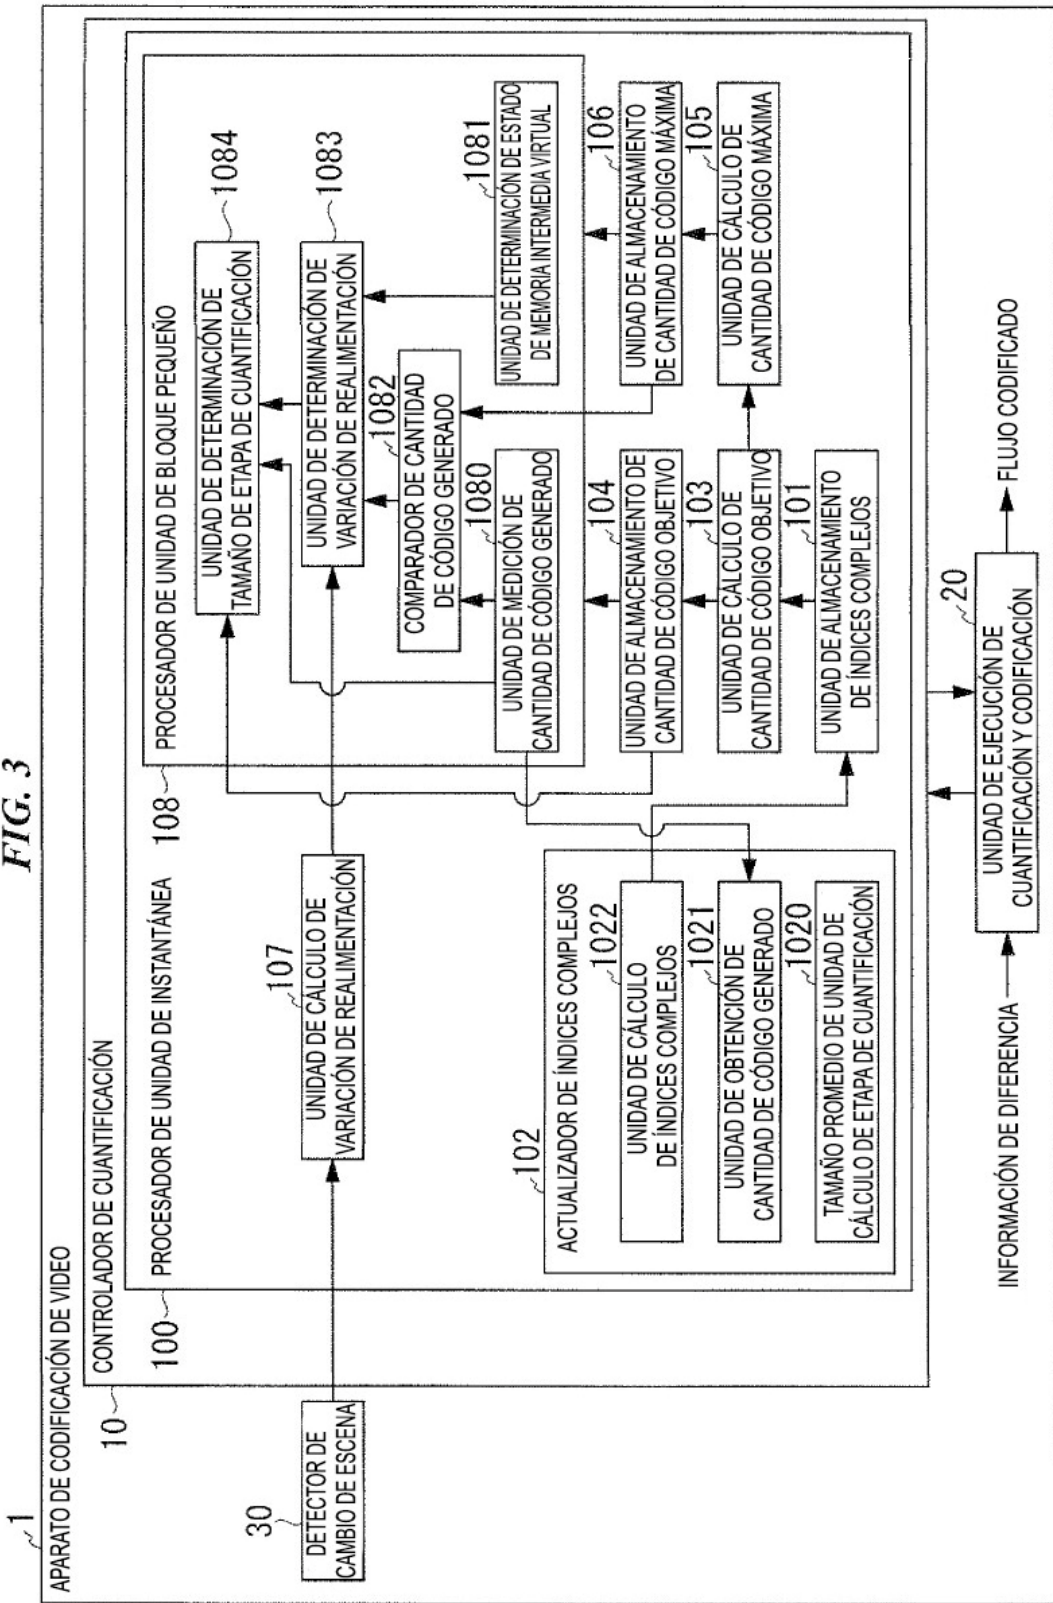 FIG. 3
1
APARATO DE CODIFICACIÓN DE VIDEO
10
CONTROLADOR DE CUANTIFICACIÓN
100
PROCESADOR DE UNIDAD DE INSTANTÁNEA
108
PROCESADOR DE UNIDAD DE BLOQUE PEQUEÑO
1084
UNIDAD DE DETERMINACIÓN DE
TAMAÑO DE ETAPA DE CUANTIFICACIÓN
30
DETECTOR DE
CAMBIO DE ESCENA
107
UNIDAD DE CÁLCULO DE
VARIACIÓN DE REALIMENTACIÓN
1083
UNIDAD DE DETERMINACIÓN DE
VARIACIÓN DE REALIMENTACIÓN
1082
COMPARADOR DE CANTIDAD
DE CÓDIGO GENERADO
1080
UNIDAD DE MEDICIÓN DE
CANTIDAD DE CÓDIGO GENERADO
1081
UNIDAD DE DETERMINACIÓN DE ESTADO
DE MEMORIA INTERMEDIA VIRTUAL
102
ACTUALIZADOR DE ÍNDICES COMPLEJOS
1022
UNIDAD DE CÁLCULO
DE ÍNDICES COMPLEJOS
104
UNIDAD DE ALMACENAMIENTO DE
CANTIDAD DE CÓDIGO OBJETIVO
106
UNIDAD DE ALMACENAMIENTO
DE CANTIDAD DE CÓDIGO MÁXIMA
1021
UNIDAD DE OBTENCIÓN DE
CANTIDAD DE CÓDIGO GENERADO
103
UNIDAD DE CÁLCULO DE
CANTIDAD DE CÓDIGO OBJETIVO
105
UNIDAD DE CÁLCULO DE
CANTIDAD DE CÓDIGO MÁXIMA
1020
TAMAÑO PROMEDIO DE UNIDAD DE
CÁLCULO DE ETAPA DE CUANTIFICACIÓN
101
UNIDAD DE ALMACENAMIENTO
DE ÍNDICES COMPLEJOS
INFORMACIÓN DE DIFERENCIA
20
UNIDAD DE EJECUCIÓN DE
CUANTIFICACIÓN Y CODIFICACIÓN
FLUJO CODIFICADO